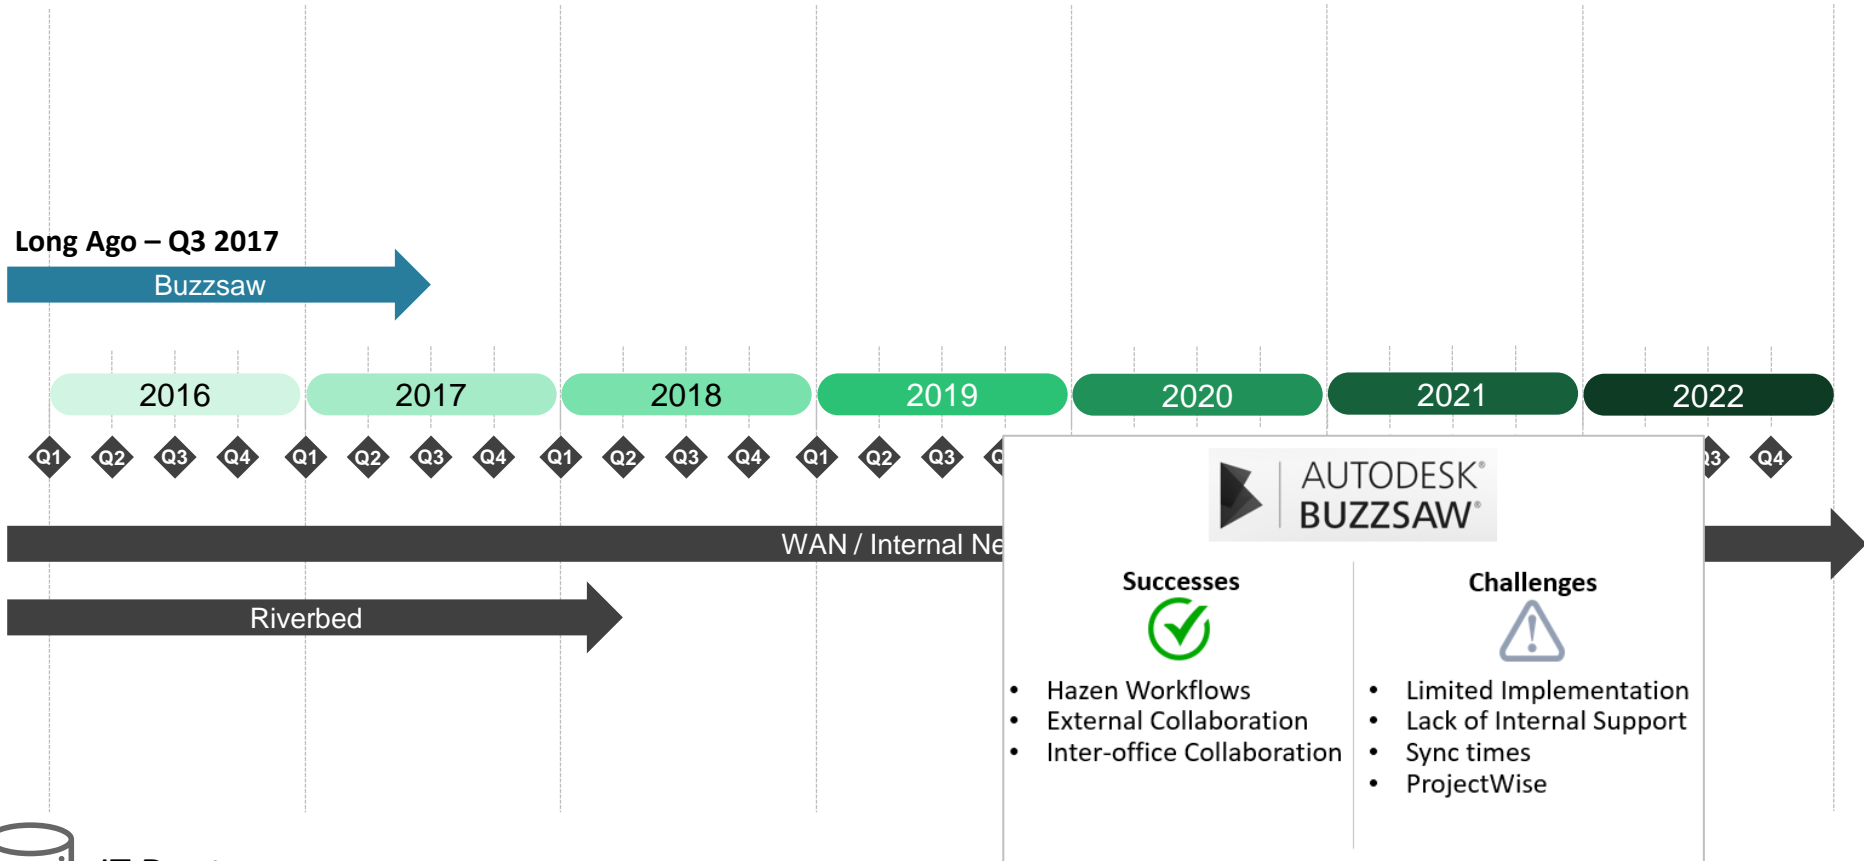 Long Ago – Q3 2017
Buzzsaw
2016 2017 2018 2019 2020 2021 2022
Q1 Q2 Q3 Q4 Q1 Q2 Q3 Q4 Q1 Q2 Q3 Q4 Q1 Q2 Q3 Q3 Q4
AUTODESK®
BUZZSAW®
WAN / Internal Ne
Riverbed
Successes
Hazen Workflows
External Collaboration
Inter-office Collaboration
Challenges
Limited Implementation
Lack of Internal Support
Sync times
ProjectWise